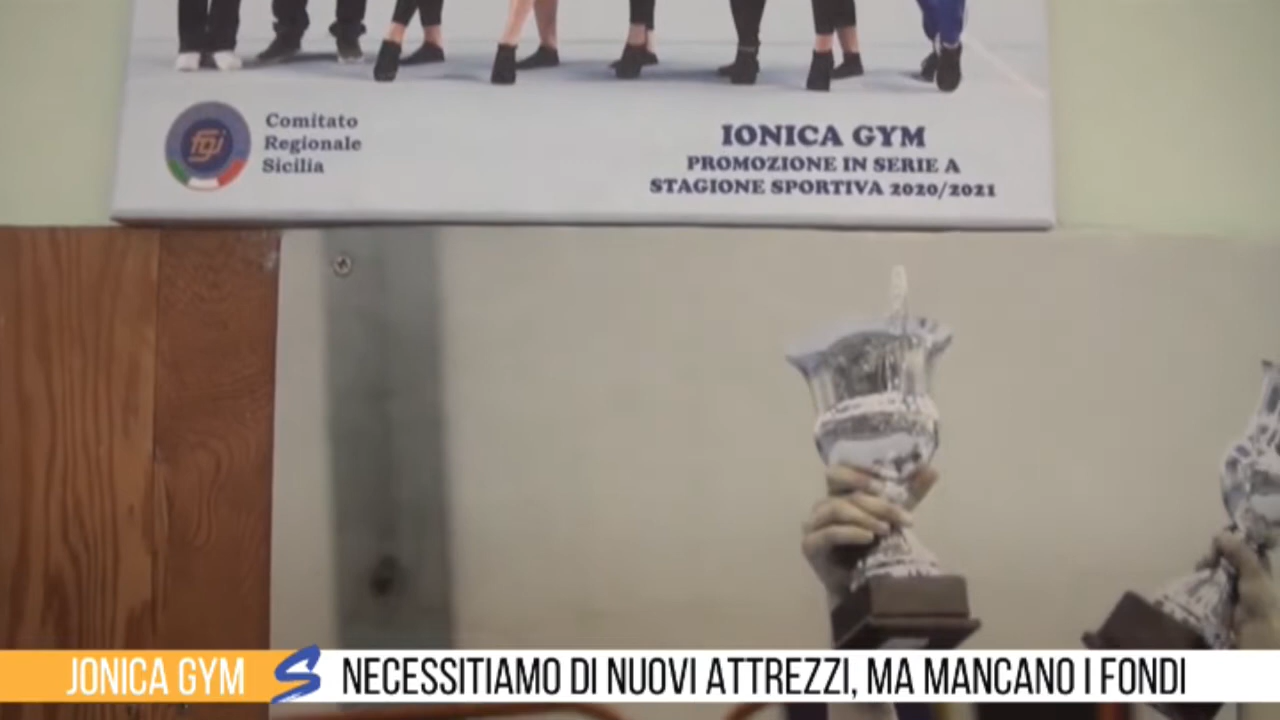 fgi
Comitato
Regionale
Sicilia
IONICA GYM
PROMOZIONE IN SERIE A
STAGIONE SPORTIVA 2020/2021
JONICA GYM
S
NECESSITIAMO DI NUOVI ATTREZZI, MA MANCANO I FONDI